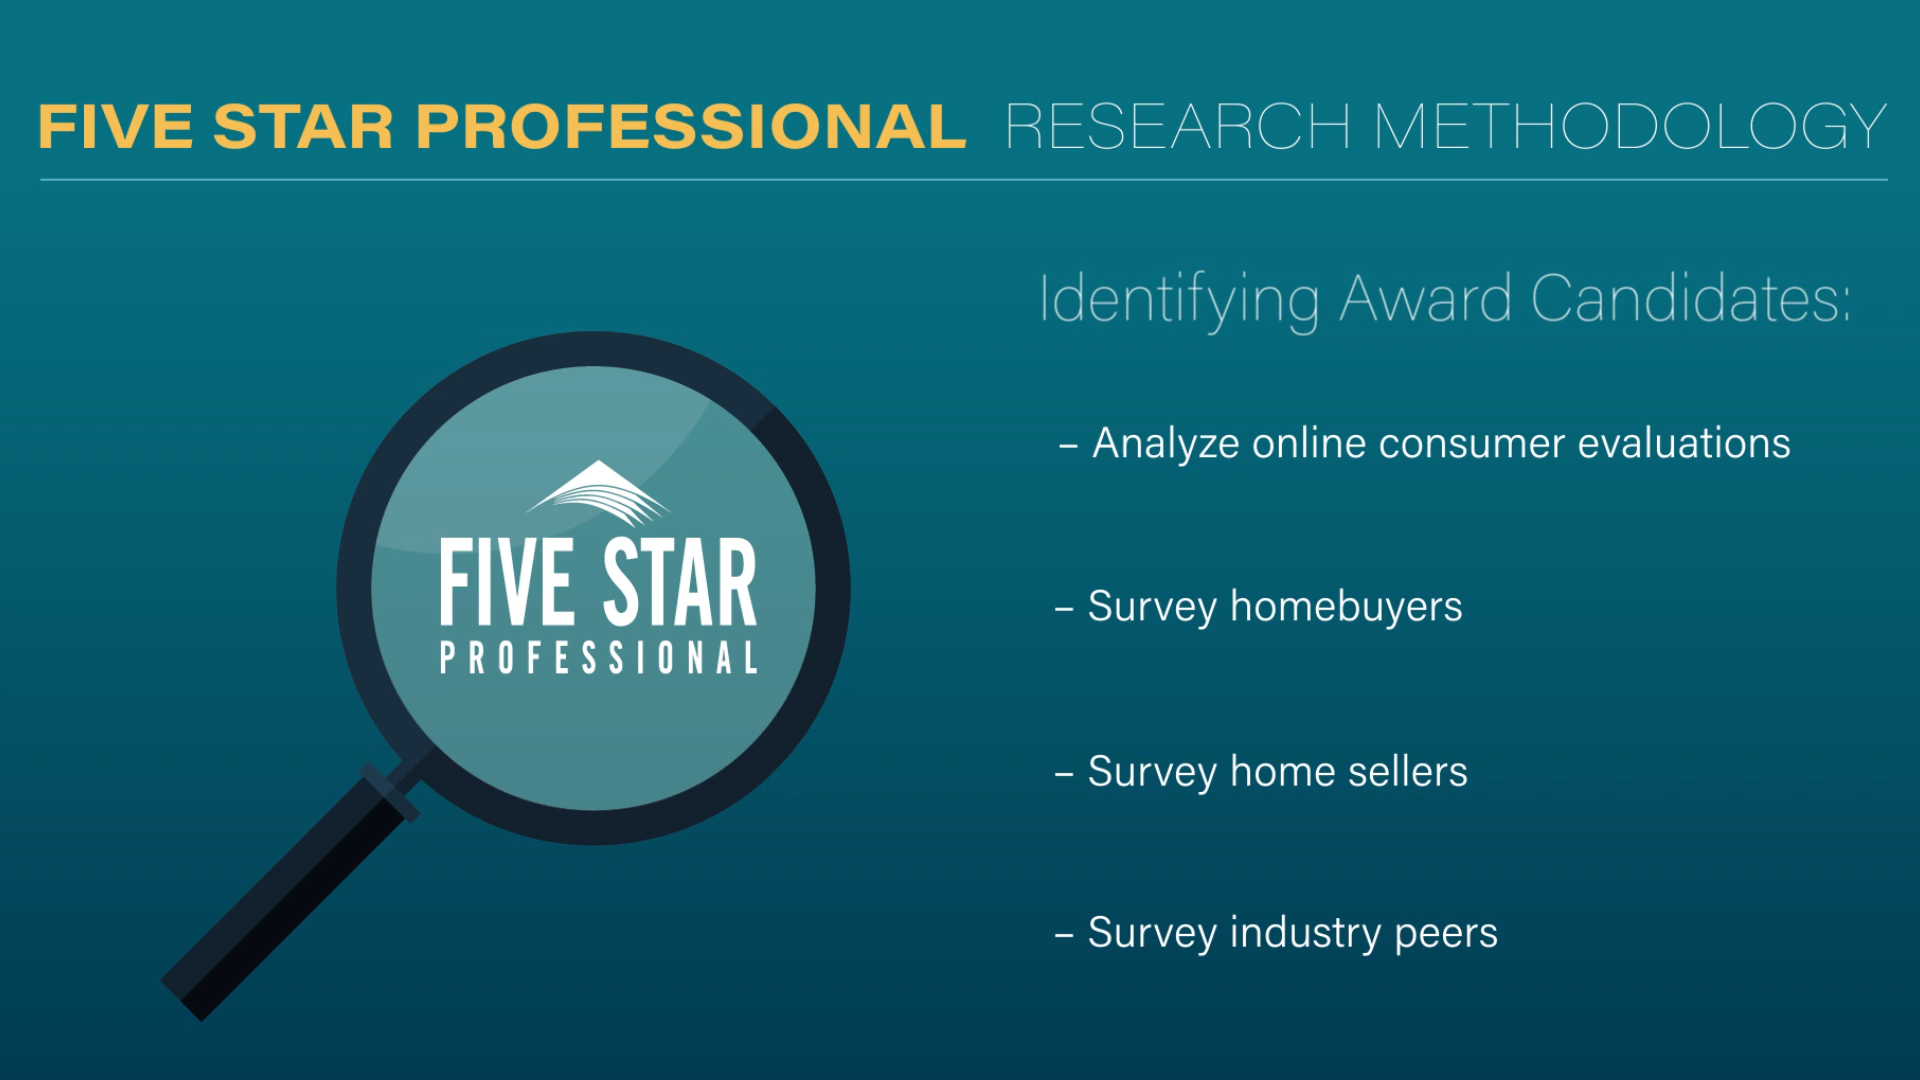 FIVE STAR PROFESSIONAL RESEARCH METHODOLOGY
FIVE STAR
PROFESSIONAL
Identifying Award Candidates:
– Analyze online consumer evaluations
– Survey homebuyers
– Survey home sellers
– Survey industry peers